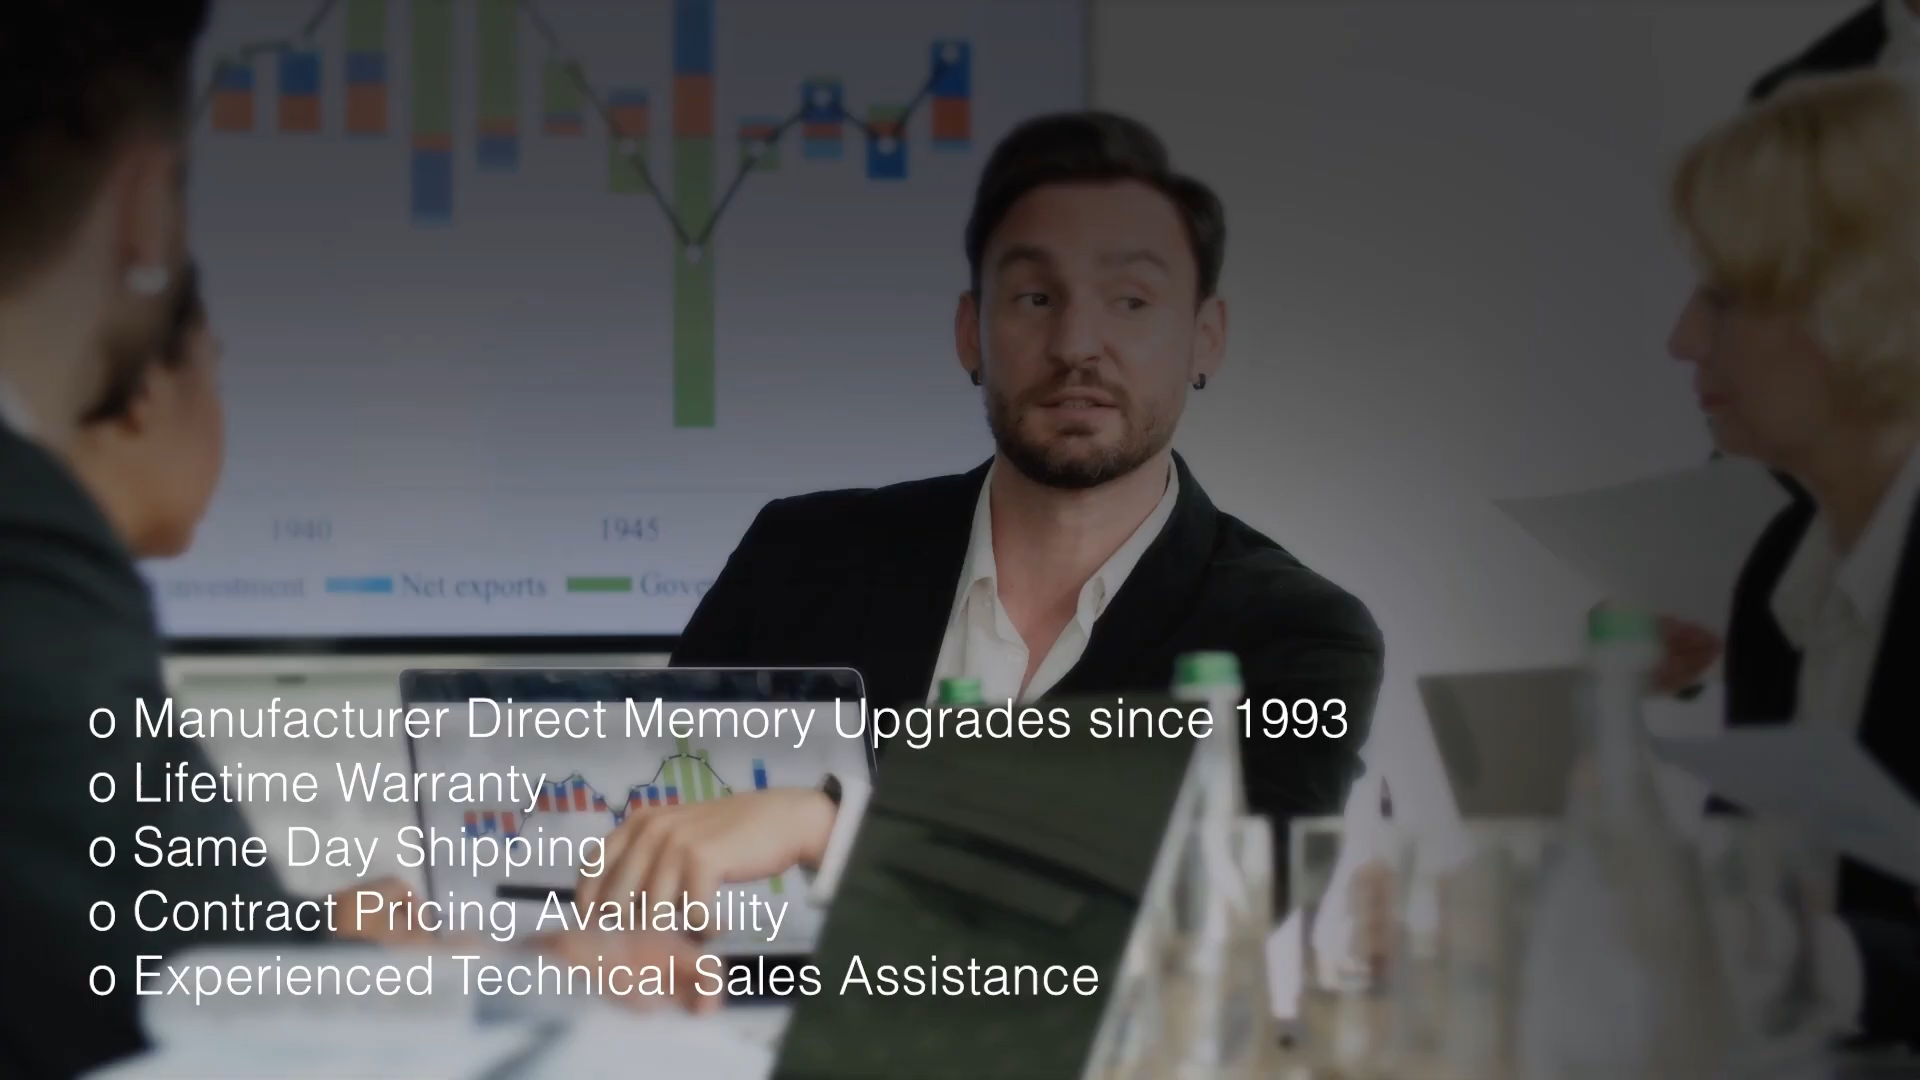 1940 1945
investment Net exports
o Manufacturer Direct Memory Upgrades since 1993
o Lifetime Warranty
o Same Day Shipping
o Contract Pricing Availability
o Experienced Technical Sales Assistance